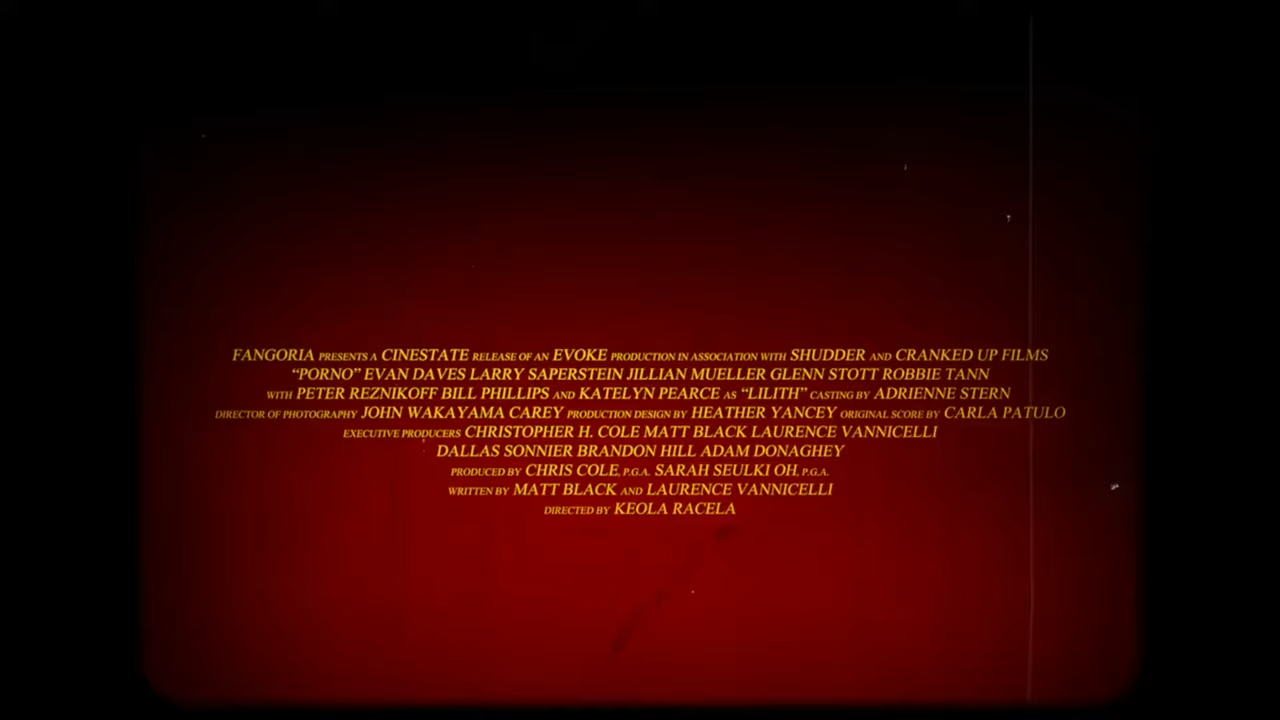 FANGORIA PRESENTS A CINESTATE RELEASE OF AN EVOKE PRODUCTION IN ASSOCIATION WITH SHUDDER AND CRANKED UP FILMS
“PORNO” EVAN DAVES LARRY SAPERSTEIN JILLIAN MUELLER GLENN STOTT ROBBIE TANN
WITH PETER REZNIKOFF BILL PHILLIPS AND KATELYN PEARCE AS “LILITH” CASTING BY ADRIENNE STERN
DIRECTOR OF PHOTOGRAPHY JOHN WAKAYAMA CAREY PRODUCTION DESIGN BY HEATHER YANCEY ORIGINAL SCORE BY CARLA PATULO
EXECUTIVE PRODUCERS CHRISTOPHER H. COLE MATT BLACK LAURENCE VANNICELLI
DALLAS SONNIER BRANDON HILL ADAM DONAGHEY
PRODUCED BY CHRIS COLE, P.G.A. SARAH SEULKI OH, P.G.A.
WRITTEN BY MATT BLACK AND LAURENCE VANNICELLI
DIRECTED BY KEOLA RACELA